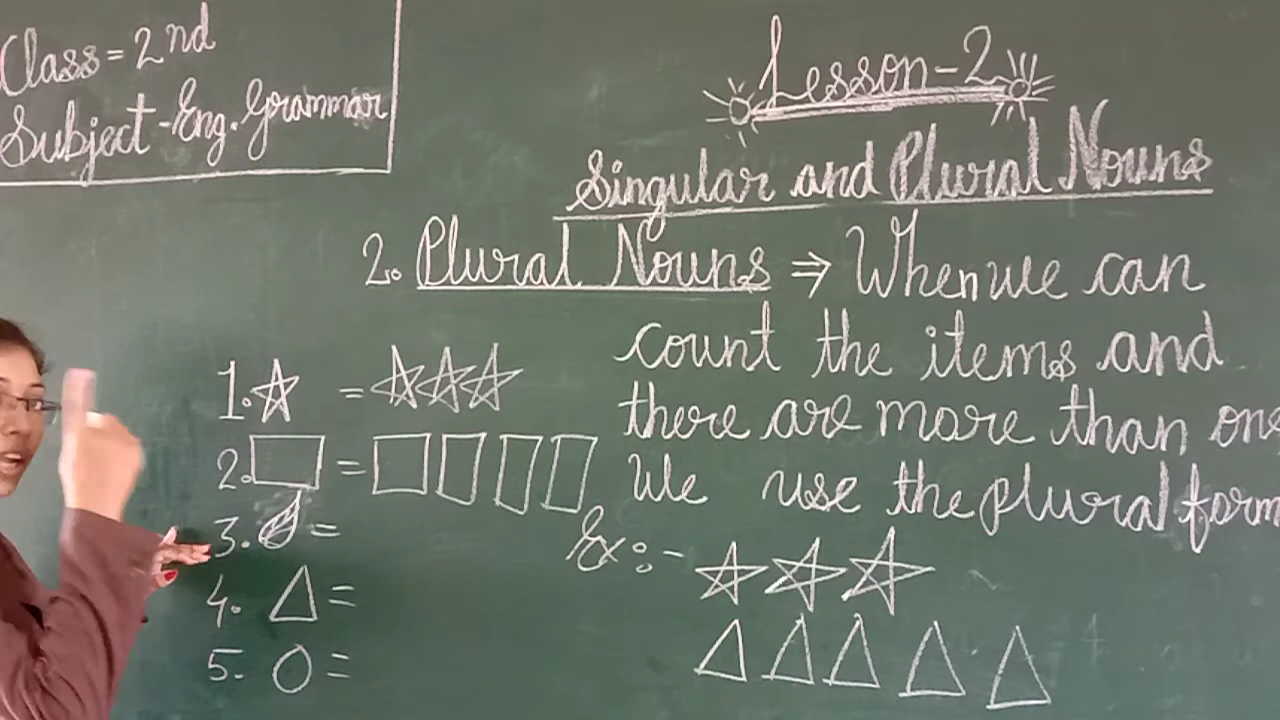 Class = 2nd
Subject - Eng. Grammar
Lesson - 2
Singular and Plural Nouns
2. Plural Nouns ⇒ When we can
count the items and
there are more than one
We use the plural form
Ex:-
1. =
2. =
3. =
4. =
5. =